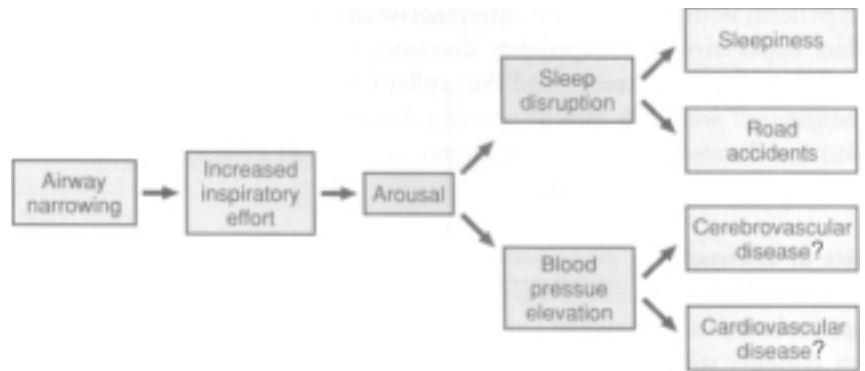 Airway
narrowing
Increased
inspiratory
effort
Arousal
Sleep
disruption
Sleepiness
Road
accidents
Blood
pressue
elevation
Cerebrovascular
disease?
Cardiovascular
disease?